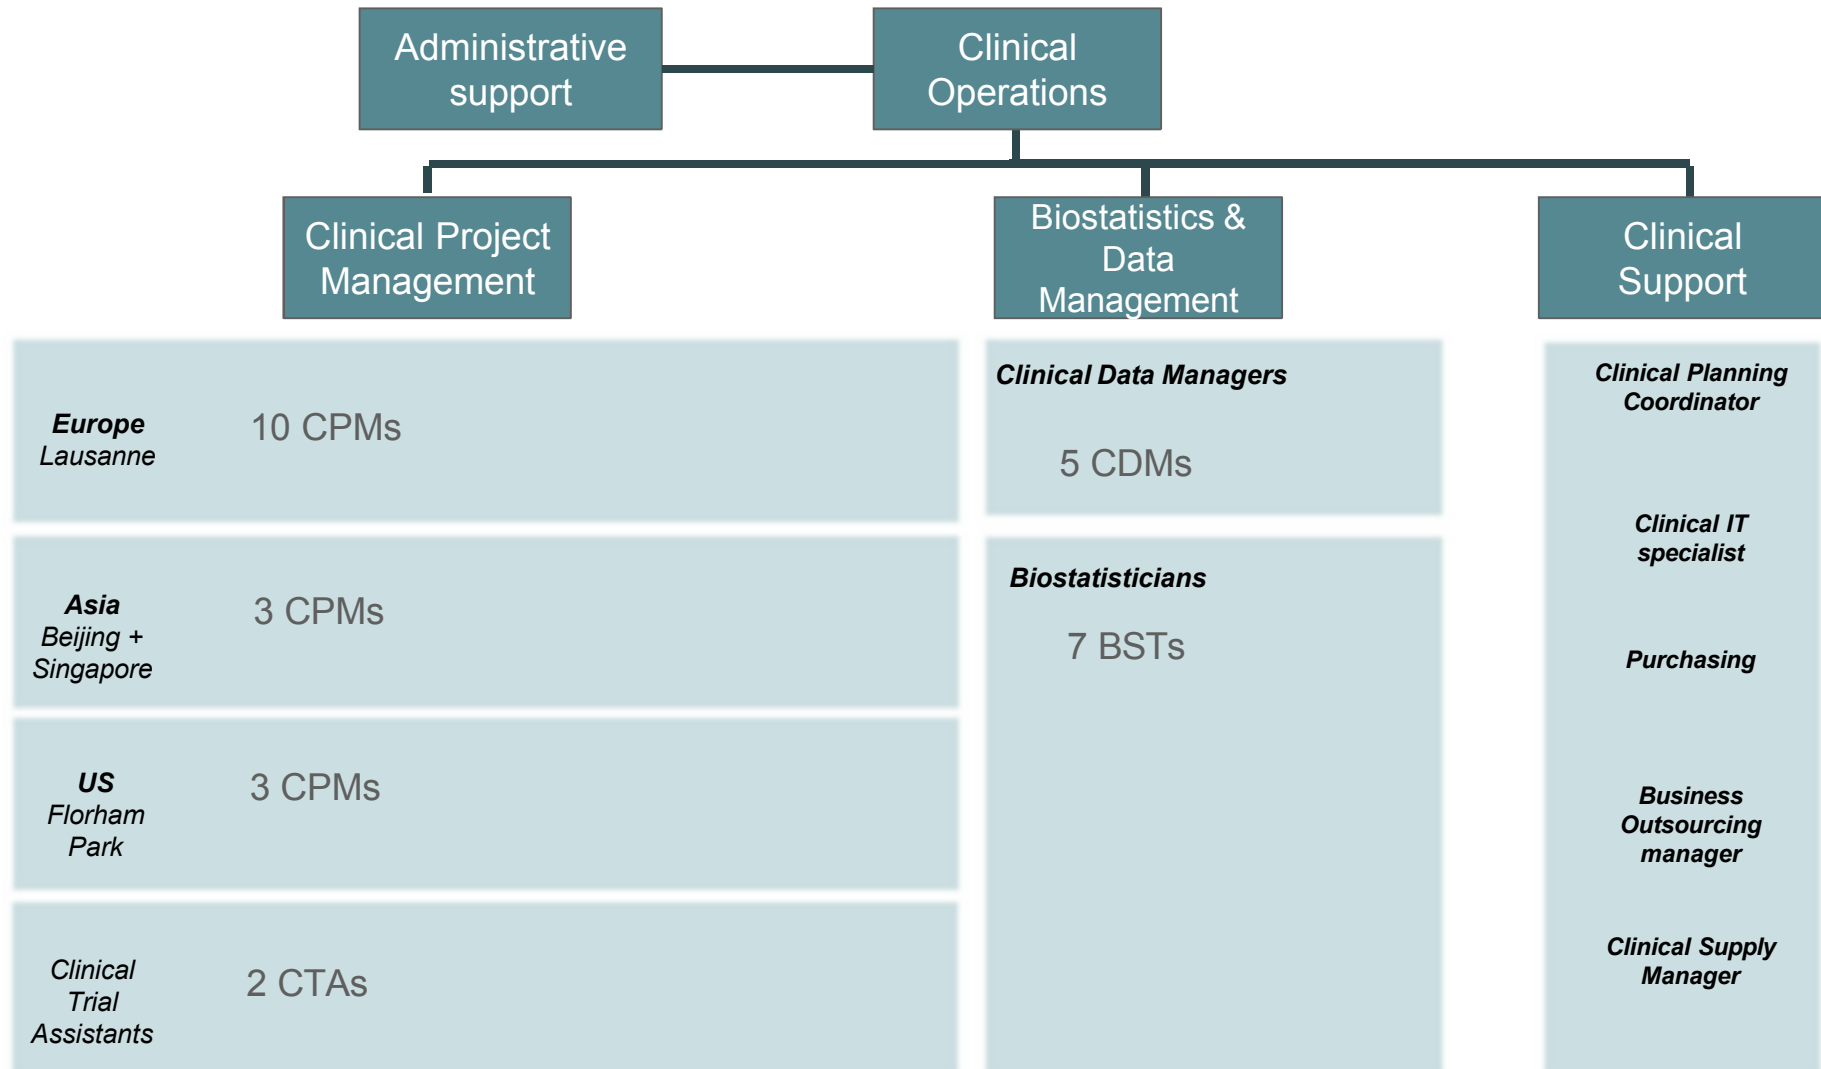 Administrative
support
Clinical
Operations
Clinical Project
Management
Biostatistics &
Data
Management
Clinical
Support
Europe
Lausanne
10 CPMs
Asia
Beijing +
Singapore
3 CPMs
US
Florham
Park
3 CPMs
Clinical
Trial
Assistants
2 CTAs
Clinical Data Managers
5 CDMs
Biostatisticians
7 BSTs
Clinical Planning
Coordinator
Clinical IT
specialist
Purchasing
Business
Outsourcing
manager
Clinical Supply
Manager